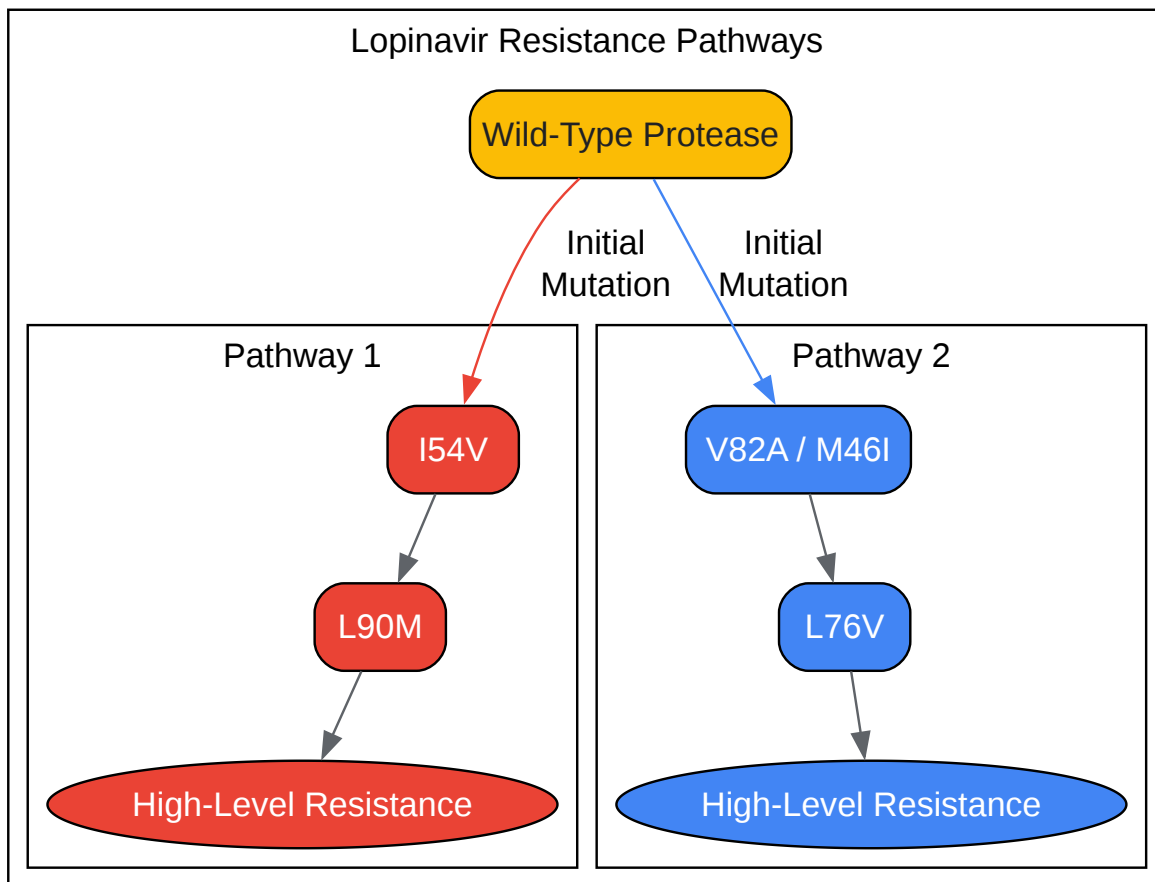 Lopinavir Resistance Pathways
Wild-Type Protease
Initial
Mutation
Initial
Mutation
Pathway 1
I54V
L90M
High-Level Resistance
Pathway 2
V82A / M46I
L76V
High-Level Resistance